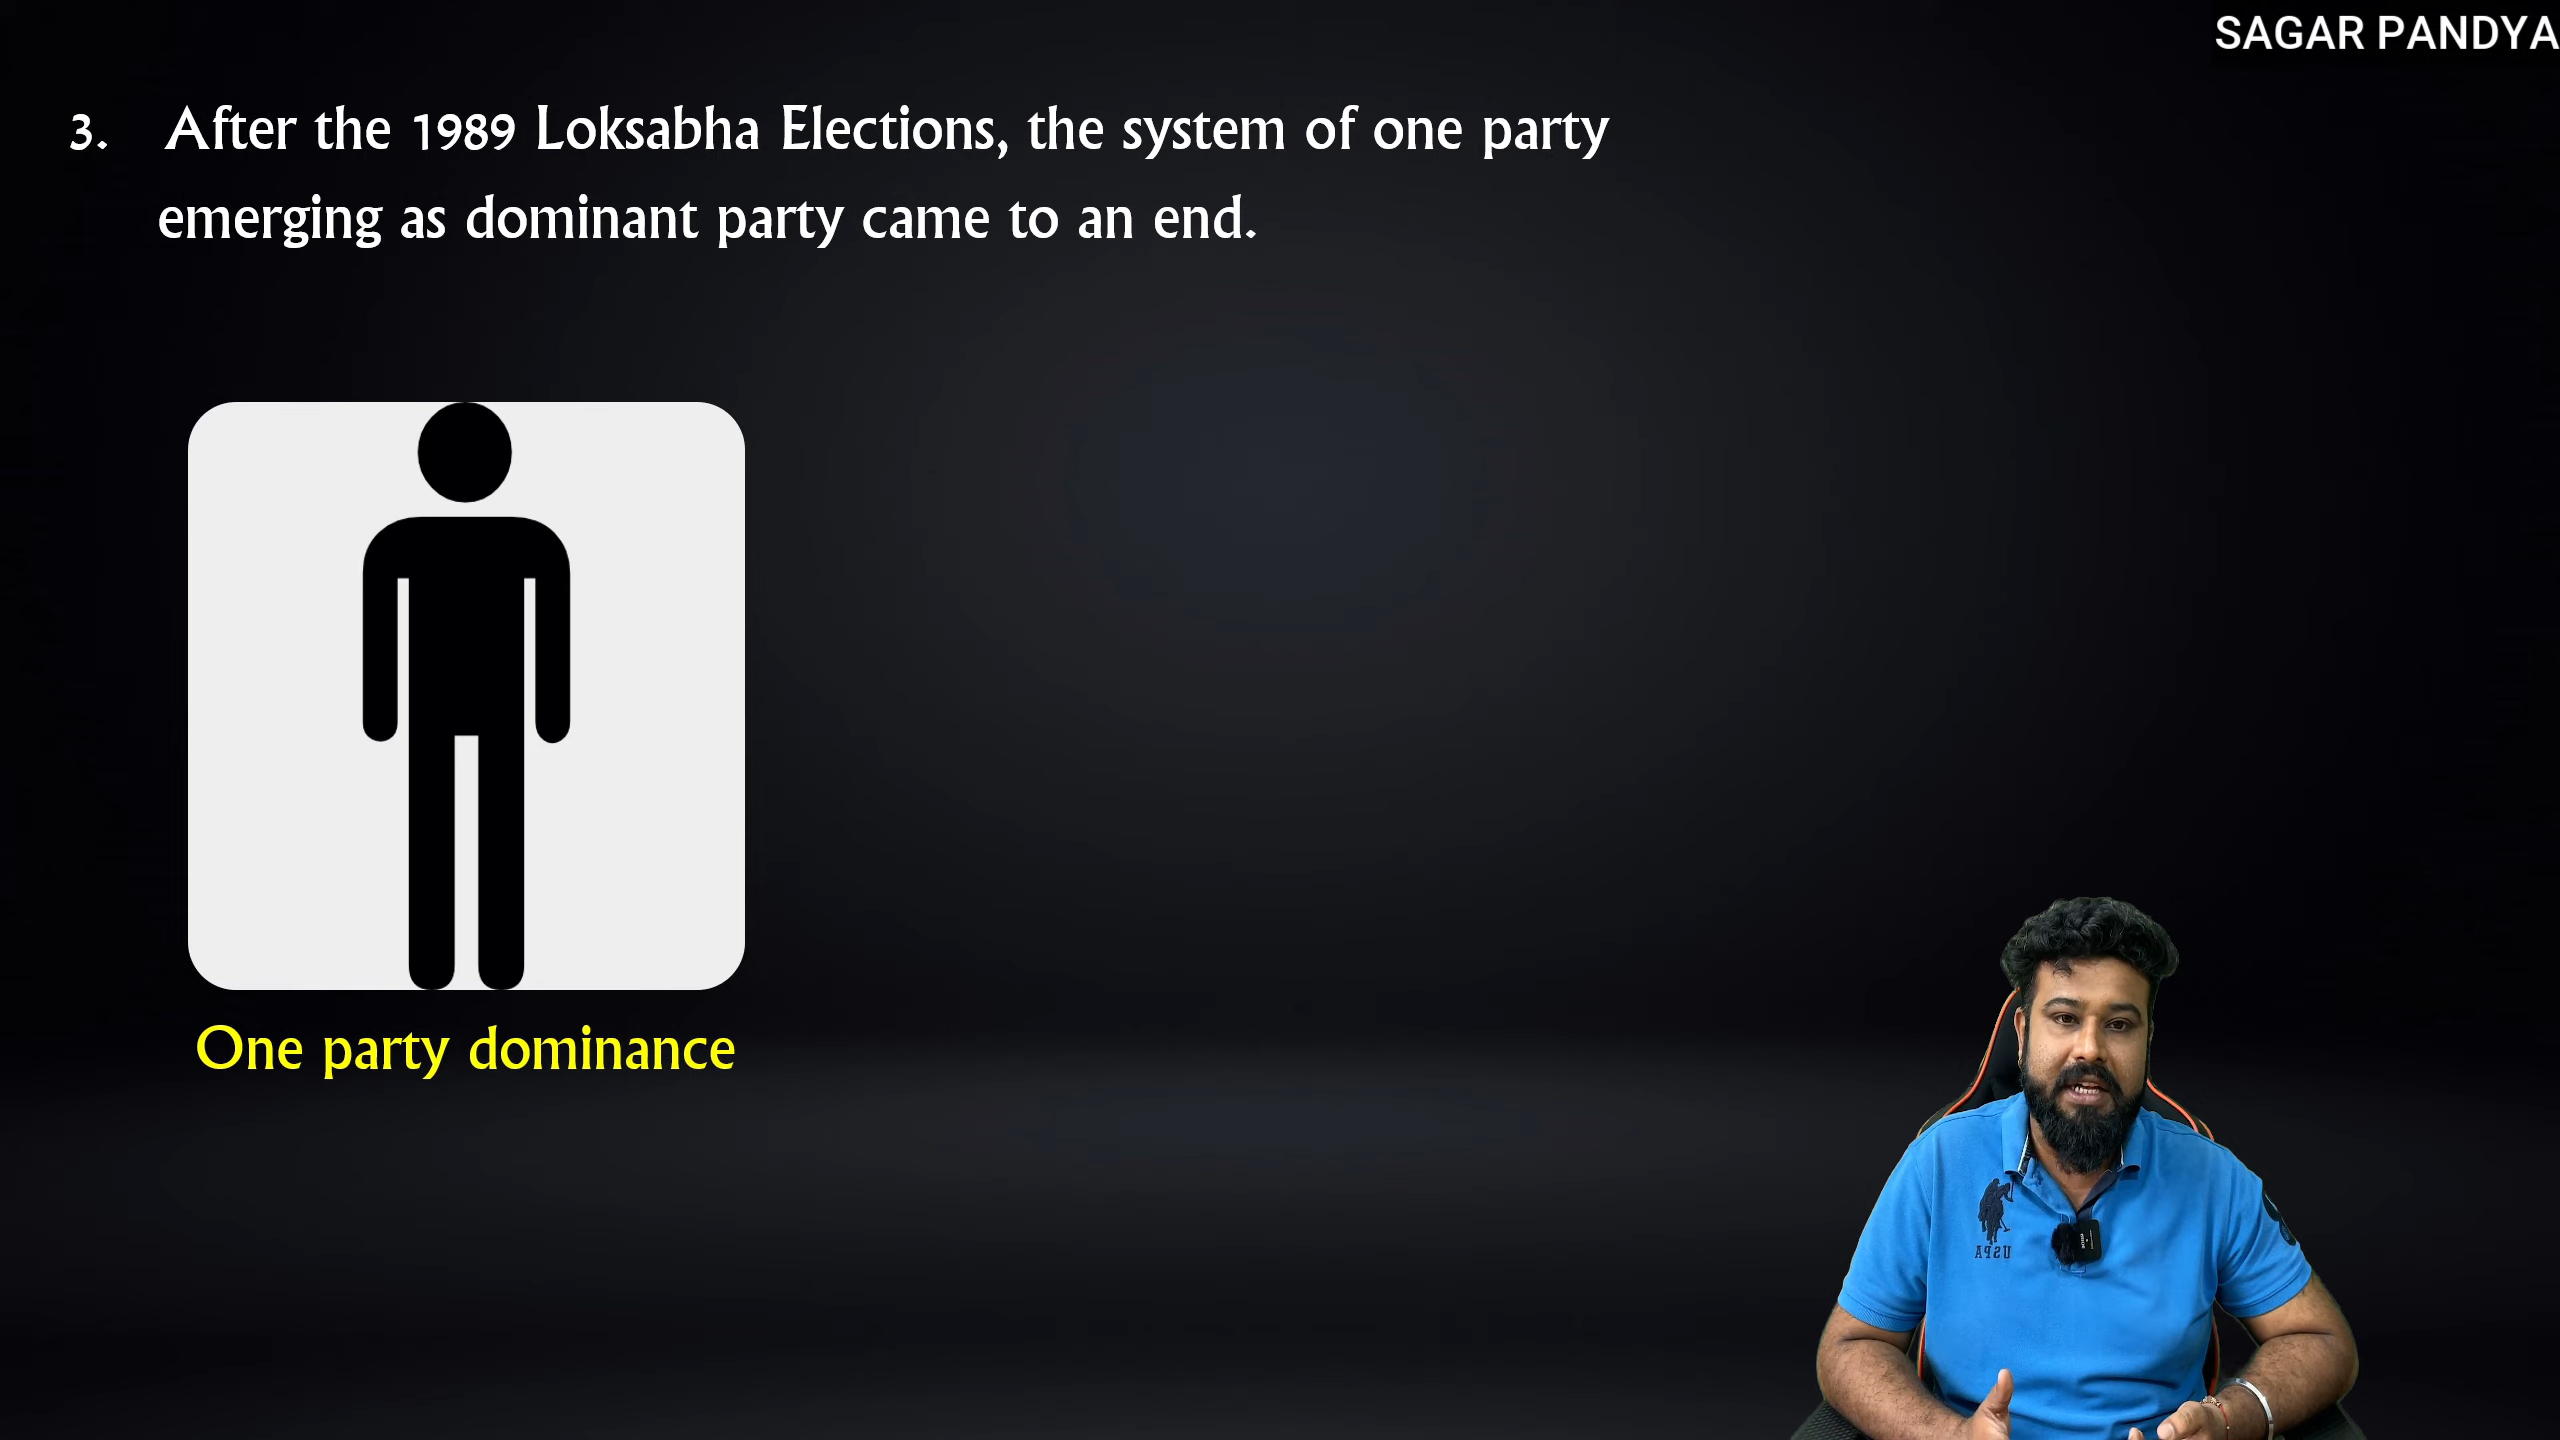 SAGAR PANDYA
3. After the 1989 Loksabha Elections, the system of one party
emerging as dominant party came to an end.
One party dominance
USPA